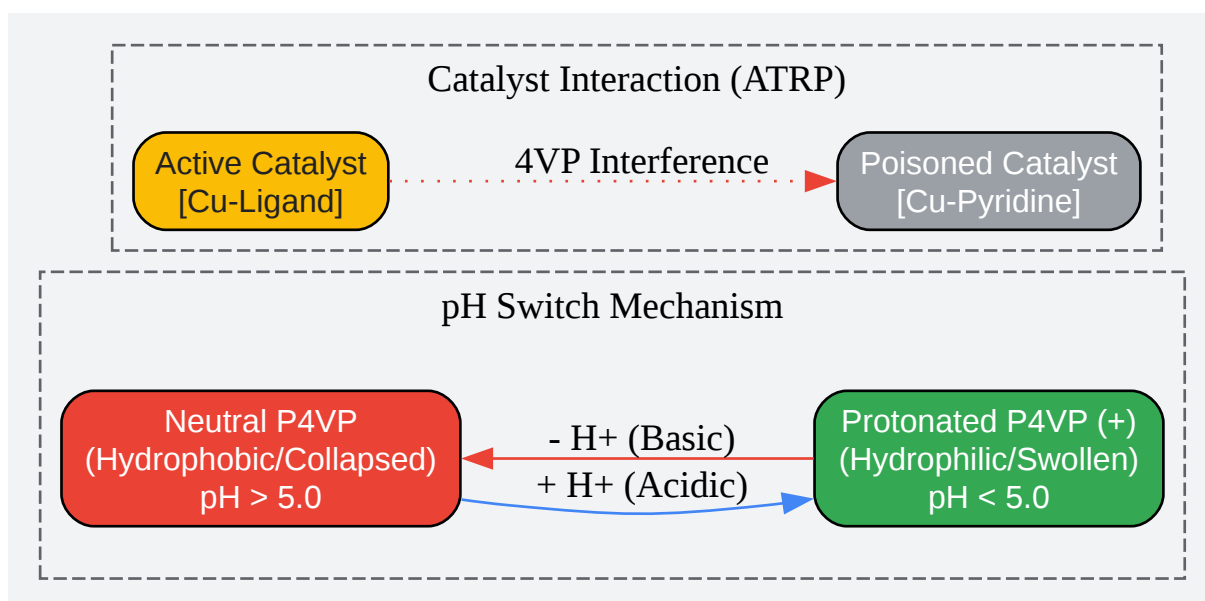 Catalyst Interaction (ATRP)
Active Catalyst
[Cu-Ligand]
4VP Interference
Poisoned Catalyst
[Cu-Pyridine]
pH Switch Mechanism
Neutral P4VP
(Hydrophobic/Collapsed)
pH > 5.0
- H+ (Basic)
+ H+ (Acidic)
Protonated P4VP (+)
(Hydrophilic/Swollen)
pH < 5.0